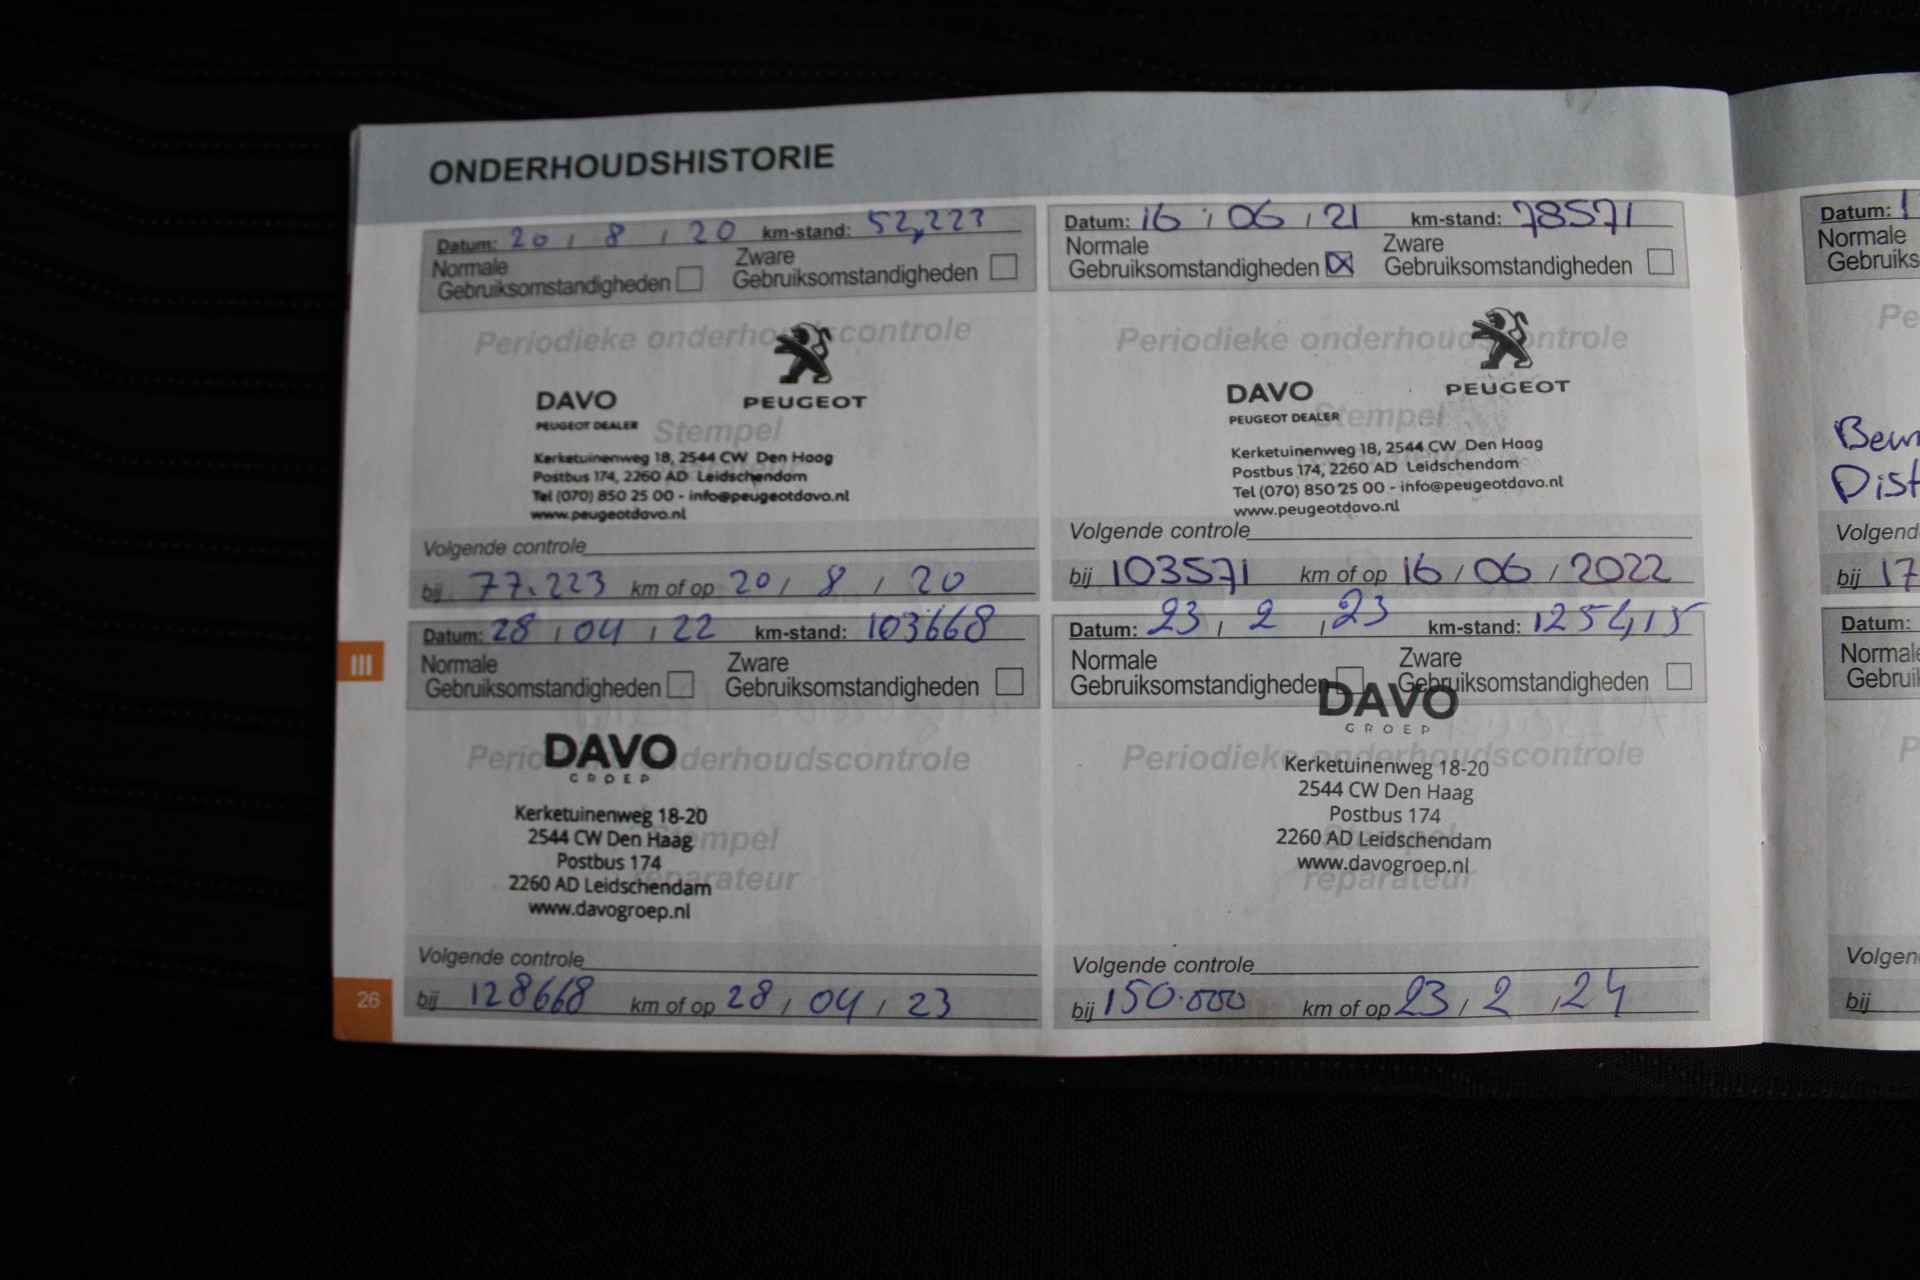 ONDERHOUDSHISTORIE
Datum: 20 / 8 / 20 km-stand: 52,223
Normale
Gebruiksomstandigheden
Zware
Gebruiksomstandigheden
Periodieke onderhoudscontrole
PEUGEOT
DAVO
PEUGEOT DEALER
Stempel
Kerketuinenweg 18, 2544 CW Den Haag
Postbus 174, 2260 AD Leidschendam
Tel (070) 850 25 00 - info@peugeotdavo.nl
www.peugeotdavo.nl
Volgende controle
bij 77.223 km of op 20 / 8 / 20
Datum: 16 / 06 / 21 km-stand: 78571
Normale
Gebruiksomstandigheden
Zware
Gebruiksomstandigheden
Periodieke onderhoudscontrole
PEUGEOT
DAVO
PEUGEOT DEALER
Stempel
Kerketuinenweg 18, 2544 CW Den Haag
Postbus 174, 2260 AD Leidschendam
Tel (070) 850 25 00 - info@peugeotdavo.nl
www.peugeotdavo.nl
Volgende controle
bij 103571 km of op 16 / 06 / 2022
III
Datum: 28 / 04 / 22 km-stand: 103668
Normale
Gebruiksomstandigheden
Zware
Gebruiksomstandigheden
Periodieke onderhoudscontrole
DAVO
GROEP
Kerketuinenweg 18-20
2544 CW Den Haag
Stempel
Postbus 174
reparateur
2260 AD Leidschendam
www.davogroep.nl
Volgende controle
bij 128668 km of op 28 / 04 / 23
26
Datum: 23 / 2 / 23 km-stand:
Normale
Gebruiksomstandigheden
Zware
Gebruiksomstandigheden
DAVO
GROEP
Periodieke onderhoudscontrole
Kerketuinenweg 18-20
2544 CW Den Haag
Postbus 174
Stempel
2260 AD Leidschendam
www.davogroep.nl
reparateur
Volgende controle
bij 150.000 km of op 23 / 2 / 24
Datum:
Normale
Volgend
bij 17
Datum:
bij